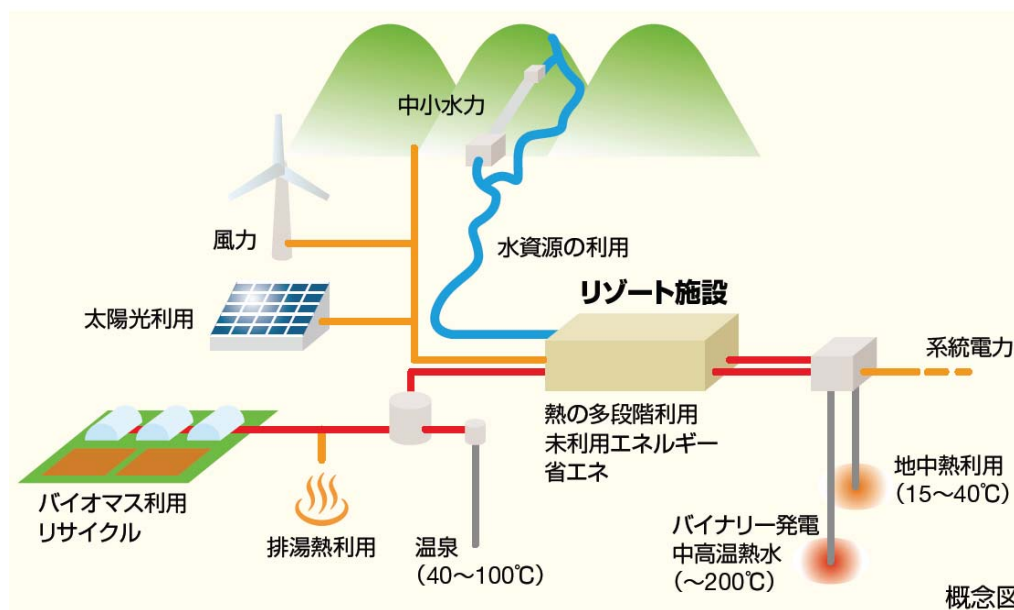 中小水力
風力
水資源の利用
太陽光利用
リゾート施設
系統電力
熱の多段階利用
未利用エネルギー
省エネ
地中熱利用
（15～40℃）
バイオマス利用
リサイクル
排湯熱利用
温泉
（40～100℃）
バイナリー発電
中高温熱水
（～200℃）
概念図